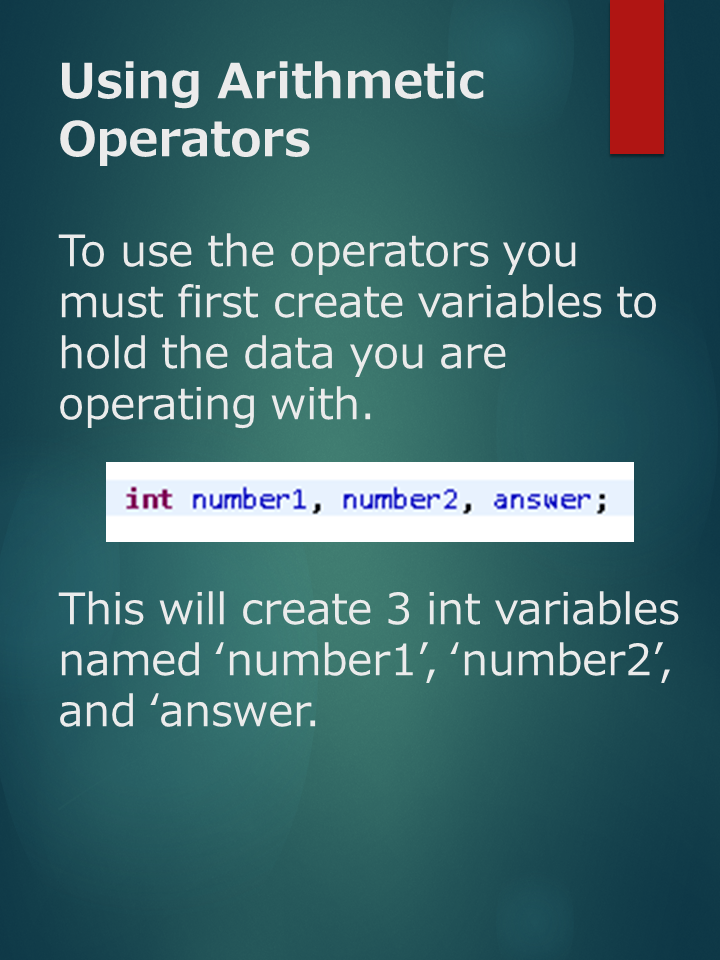 Using Arithmetic
Operators
To use the operators you
must first create variables to
hold the data you are
operating with.
int number1, number2, answer;
This will create 3 int variables
named ‘number1’, ‘number2’,
and ‘answer.